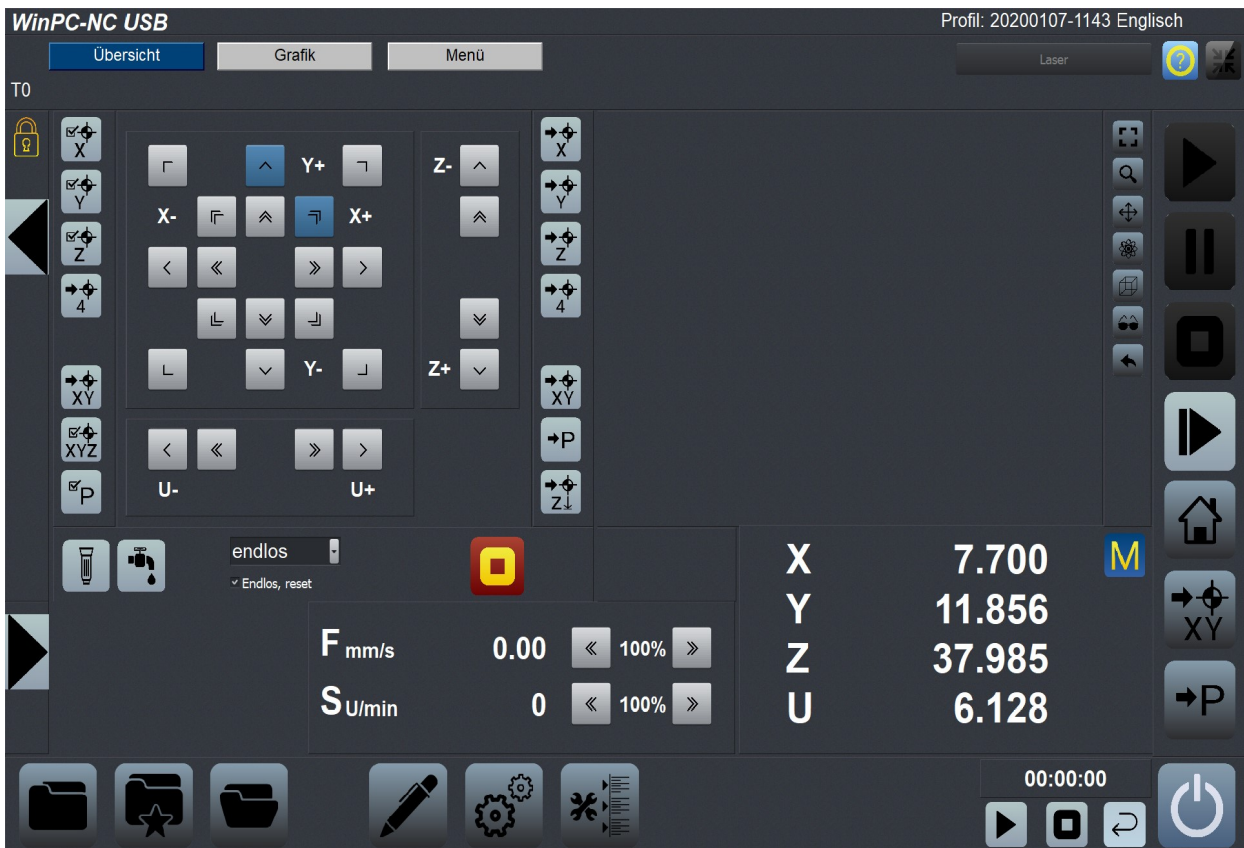 WinPC-NC USB
Profil: 20200107-1143 Englisch
Übersicht
Grafik
Menü
Laser
T0
X
Y
Z
4
XY
XYZ
P
Y+
X-
X+
Y-
Z-
Z+
U-
U+
X
Y
Z
4
XY
P
Z
endlos
Endlos, reset
F mm/s 0.00 100%
S U/min 0 100%
X 7.700
Y 11.856
Z 37.985
U 6.128
M
XY
P
00:00:00